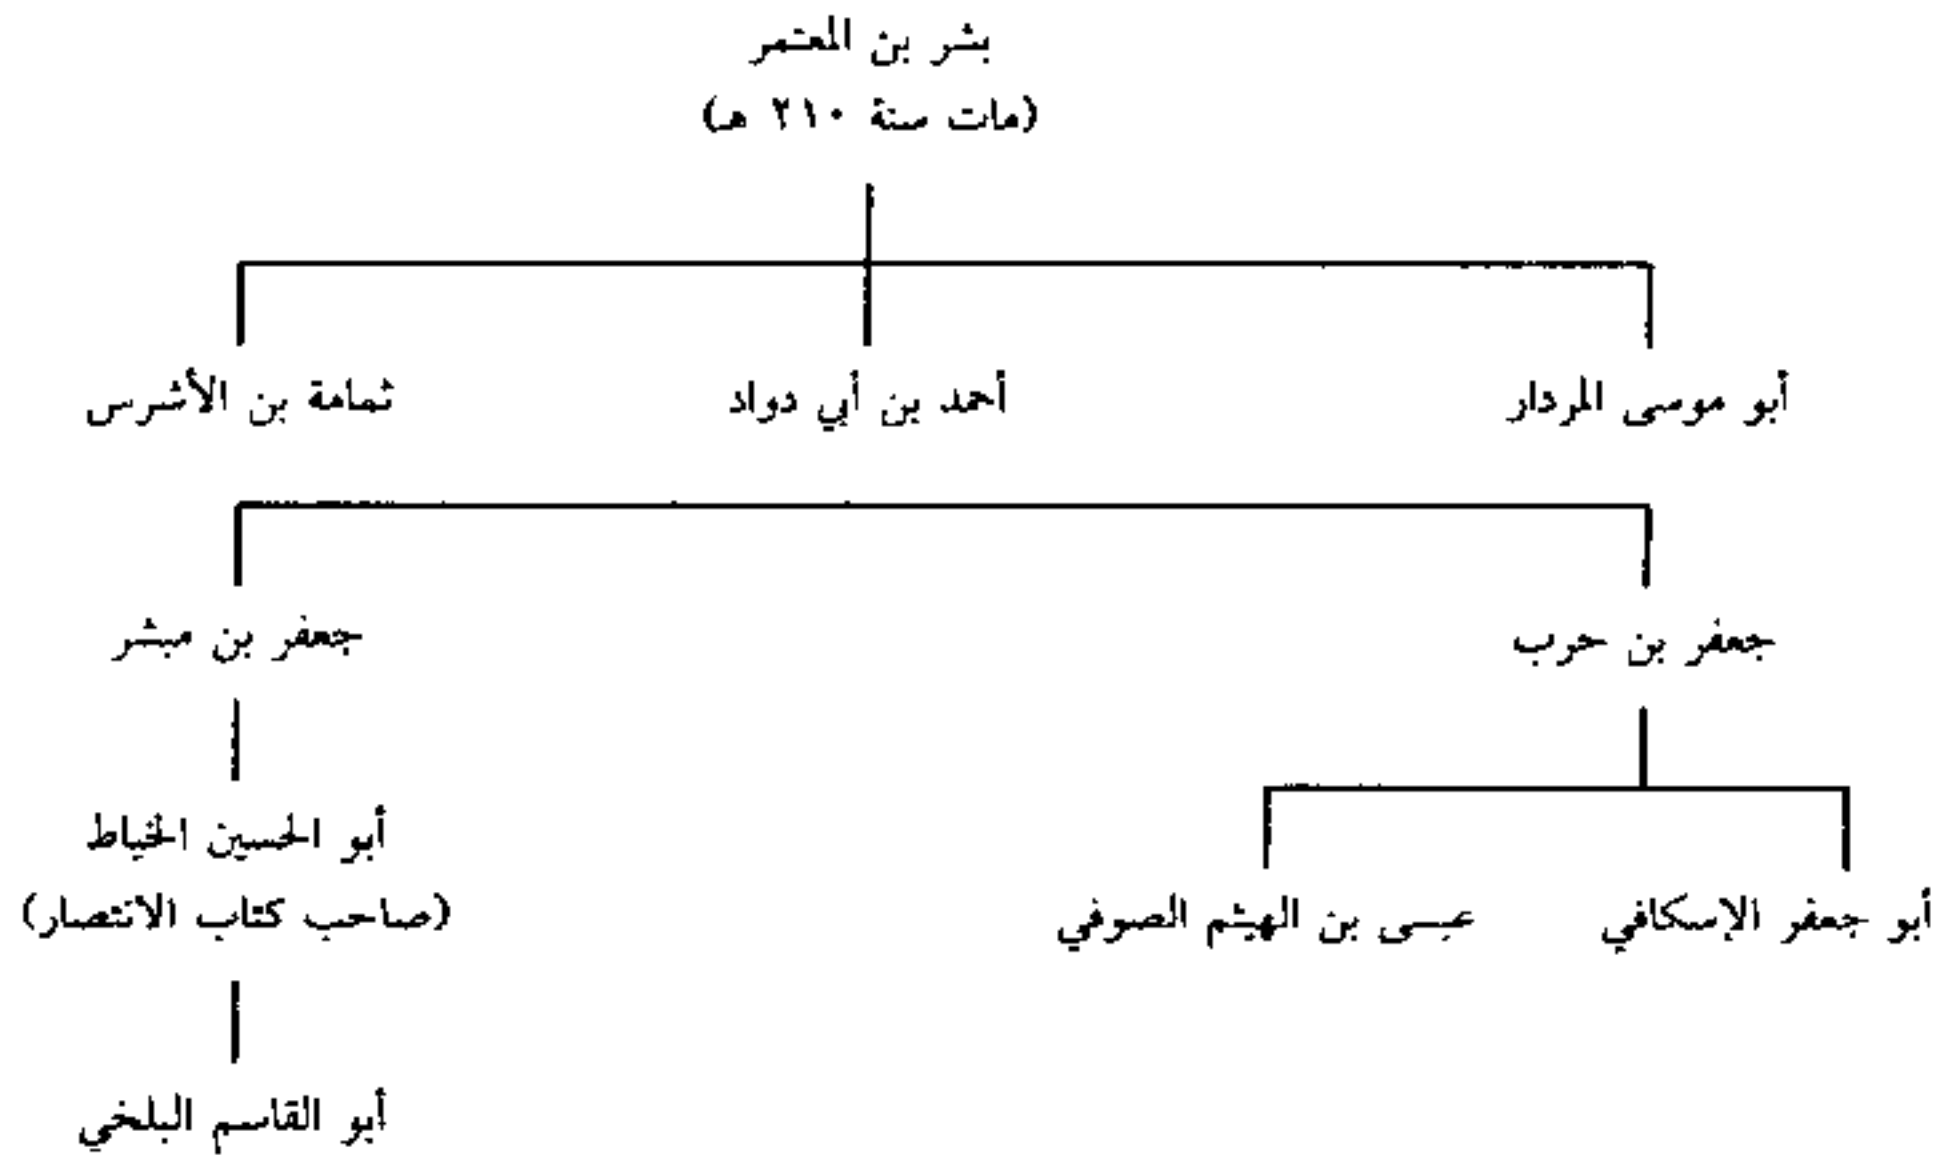 بشر بن المعتمر
(مات سنة ٢١٠ هـ)
أبو موسى المردار
أحمد بن أبي دواد
ثمامة بن الأشرس
جعفر بن حرب
جعفر بن مبشر
أبو الحسين الخياط
(صاحب كتاب الانتصار)
أبو جعفر الإسكافي
عيسى بن الهيثم الصوفي
أبو القاسم البلخي